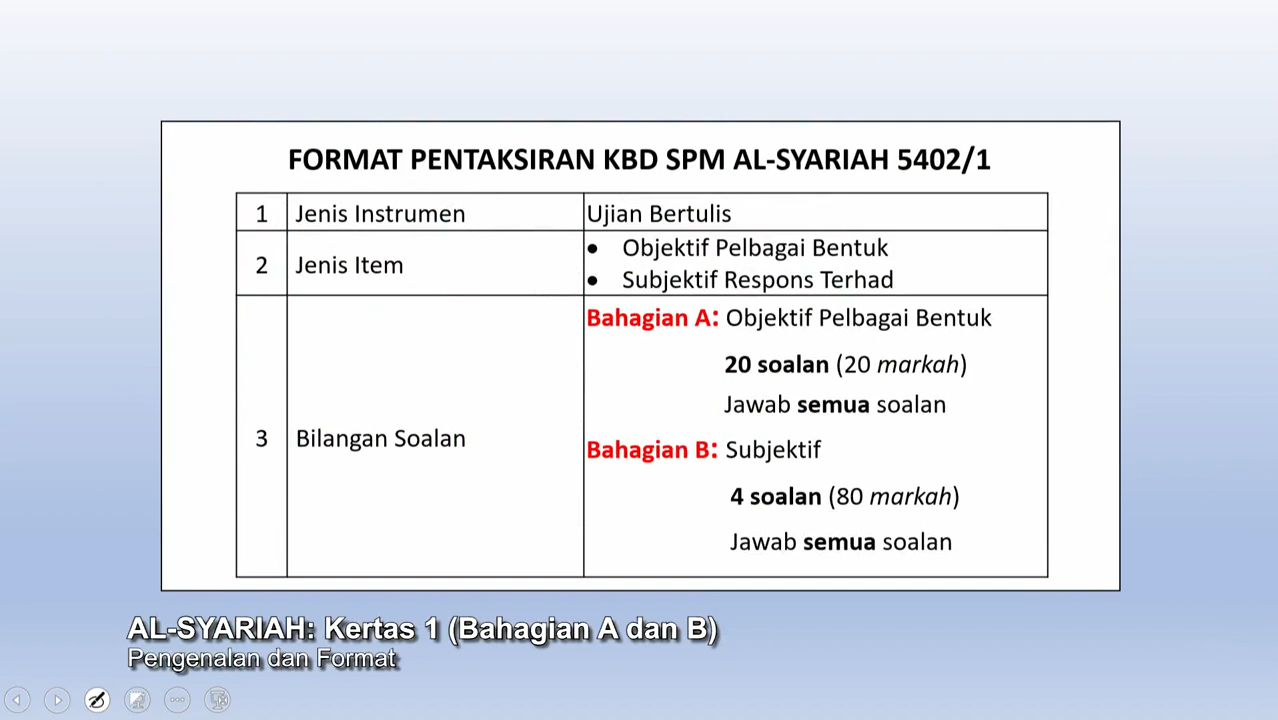 FORMAT PENTAKSIRAN KBD SPM AL-SYARIAH 5402/1
1 Jenis Instrumen Ujian Bertulis
2 Jenis Item
• Objektif Pelbagai Bentuk
• Subjektif Respons Terhad
3 Bilangan Soalan
Bahagian A: Objektif Pelbagai Bentuk
20 soalan (20 markah)
Jawab semua soalan
Bahagian B: Subjektif
4 soalan (80 markah)
Jawab semua soalan
AL-SYARIAH: Kertas 1 (Bahagian A dan B)
Pengenalan dan Format